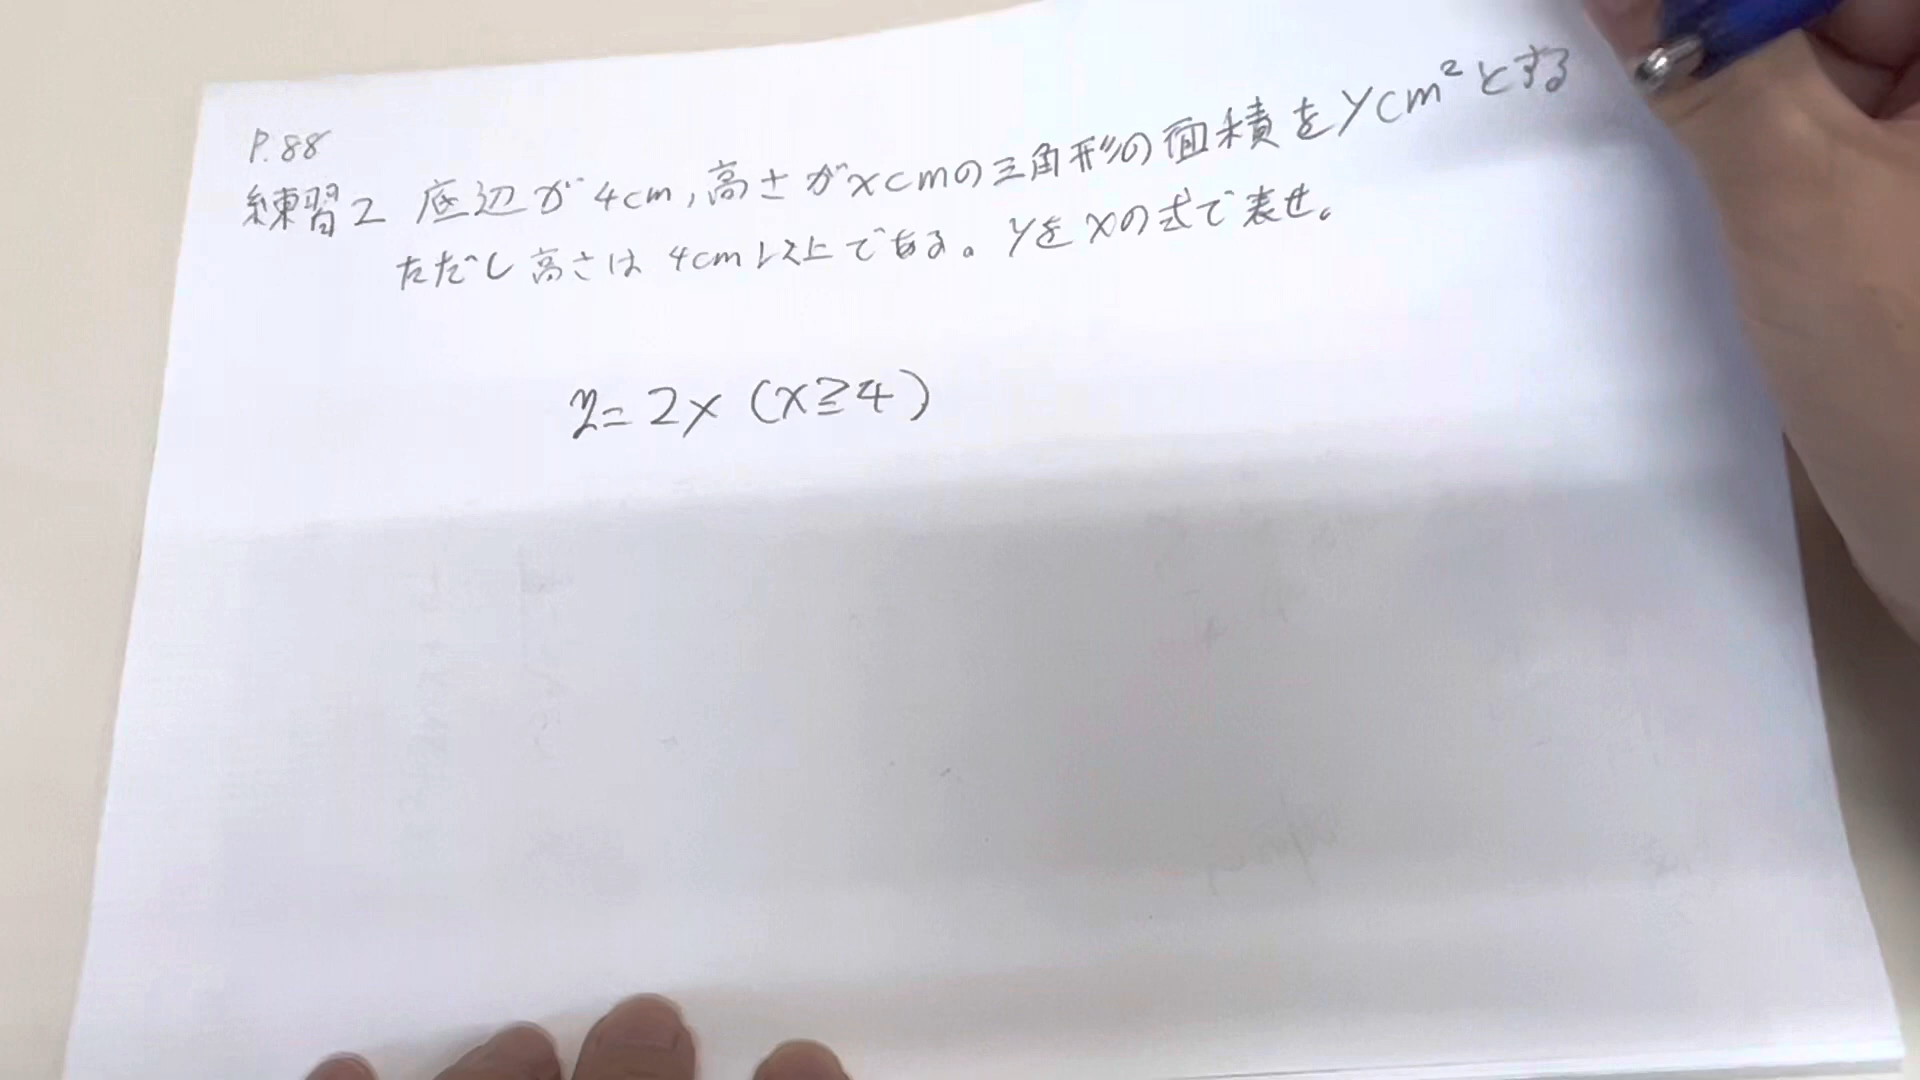 P.88
練習2 底辺が4cm,高さがxcmの三角形の面積をycm²とする
ただし高さは4cm以上である。yをxの式で表せ。
y=2x (x≧4)